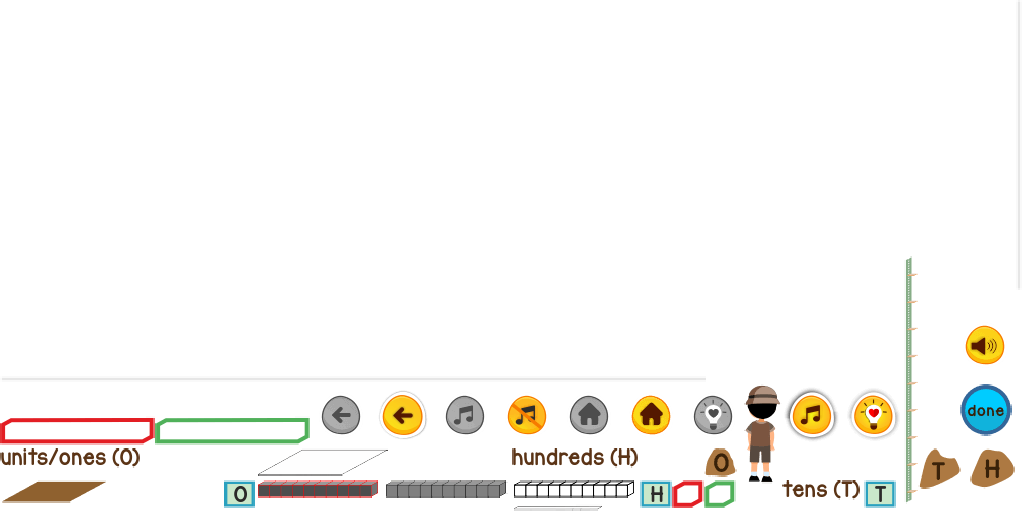 done
units/ones (O)
hundreds (H)
O
T
H
O
H
tens (T)
T